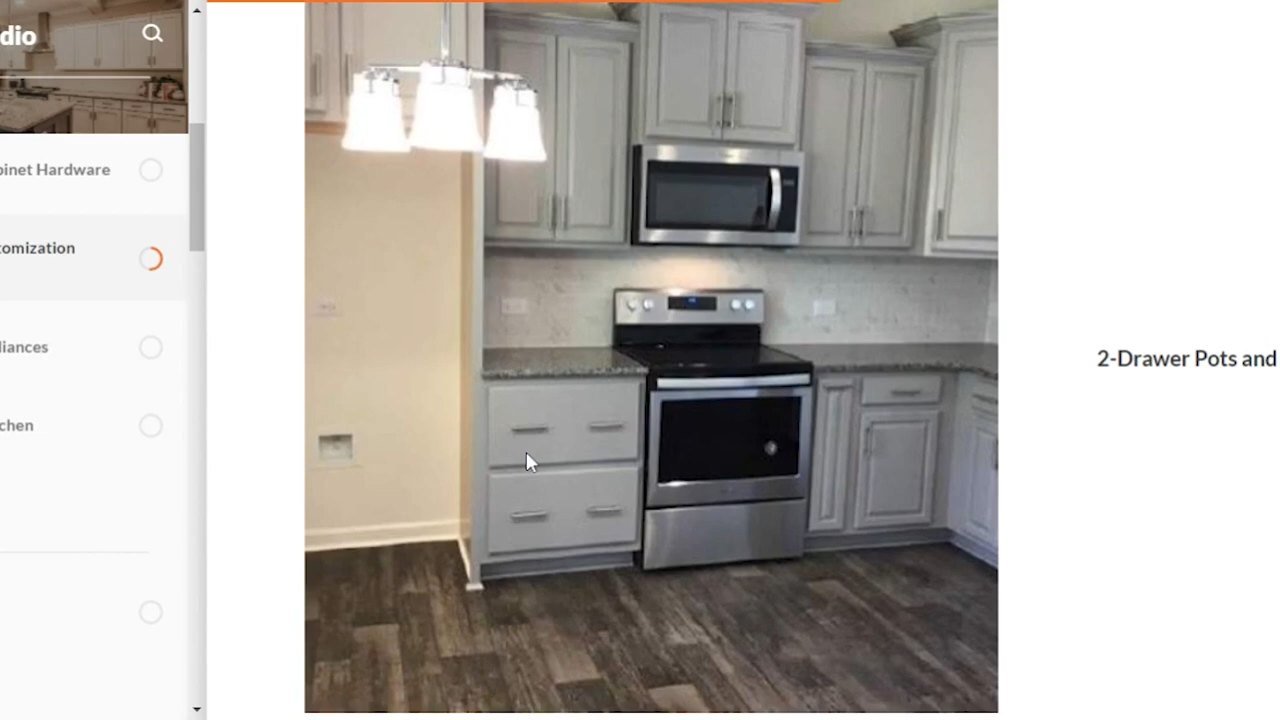 dio
binet Hardware
tomization
liances
chen
2-Drawer Pots and